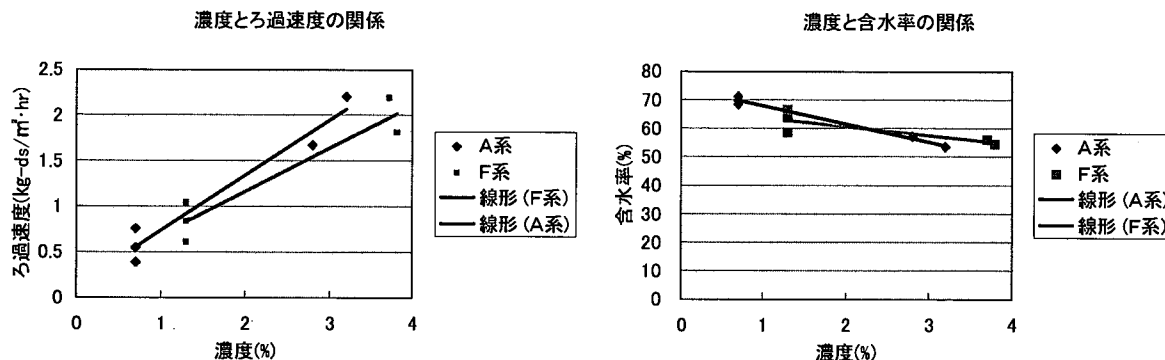 濃度とろ過速度の関係
ろ過速度(kg-ds/㎡･hr)
2.5
2
1.5
1
0.5
0
0 1 2 3 4
濃度(%)
A系
F系
線形 (F系)
線形 (A系)
濃度と含水率の関係
含水率(%)
80
70
60
50
40
30
20
10
0
0 1 2 3 4
濃度(%)
A系
F系
線形 (A系)
線形 (F系)